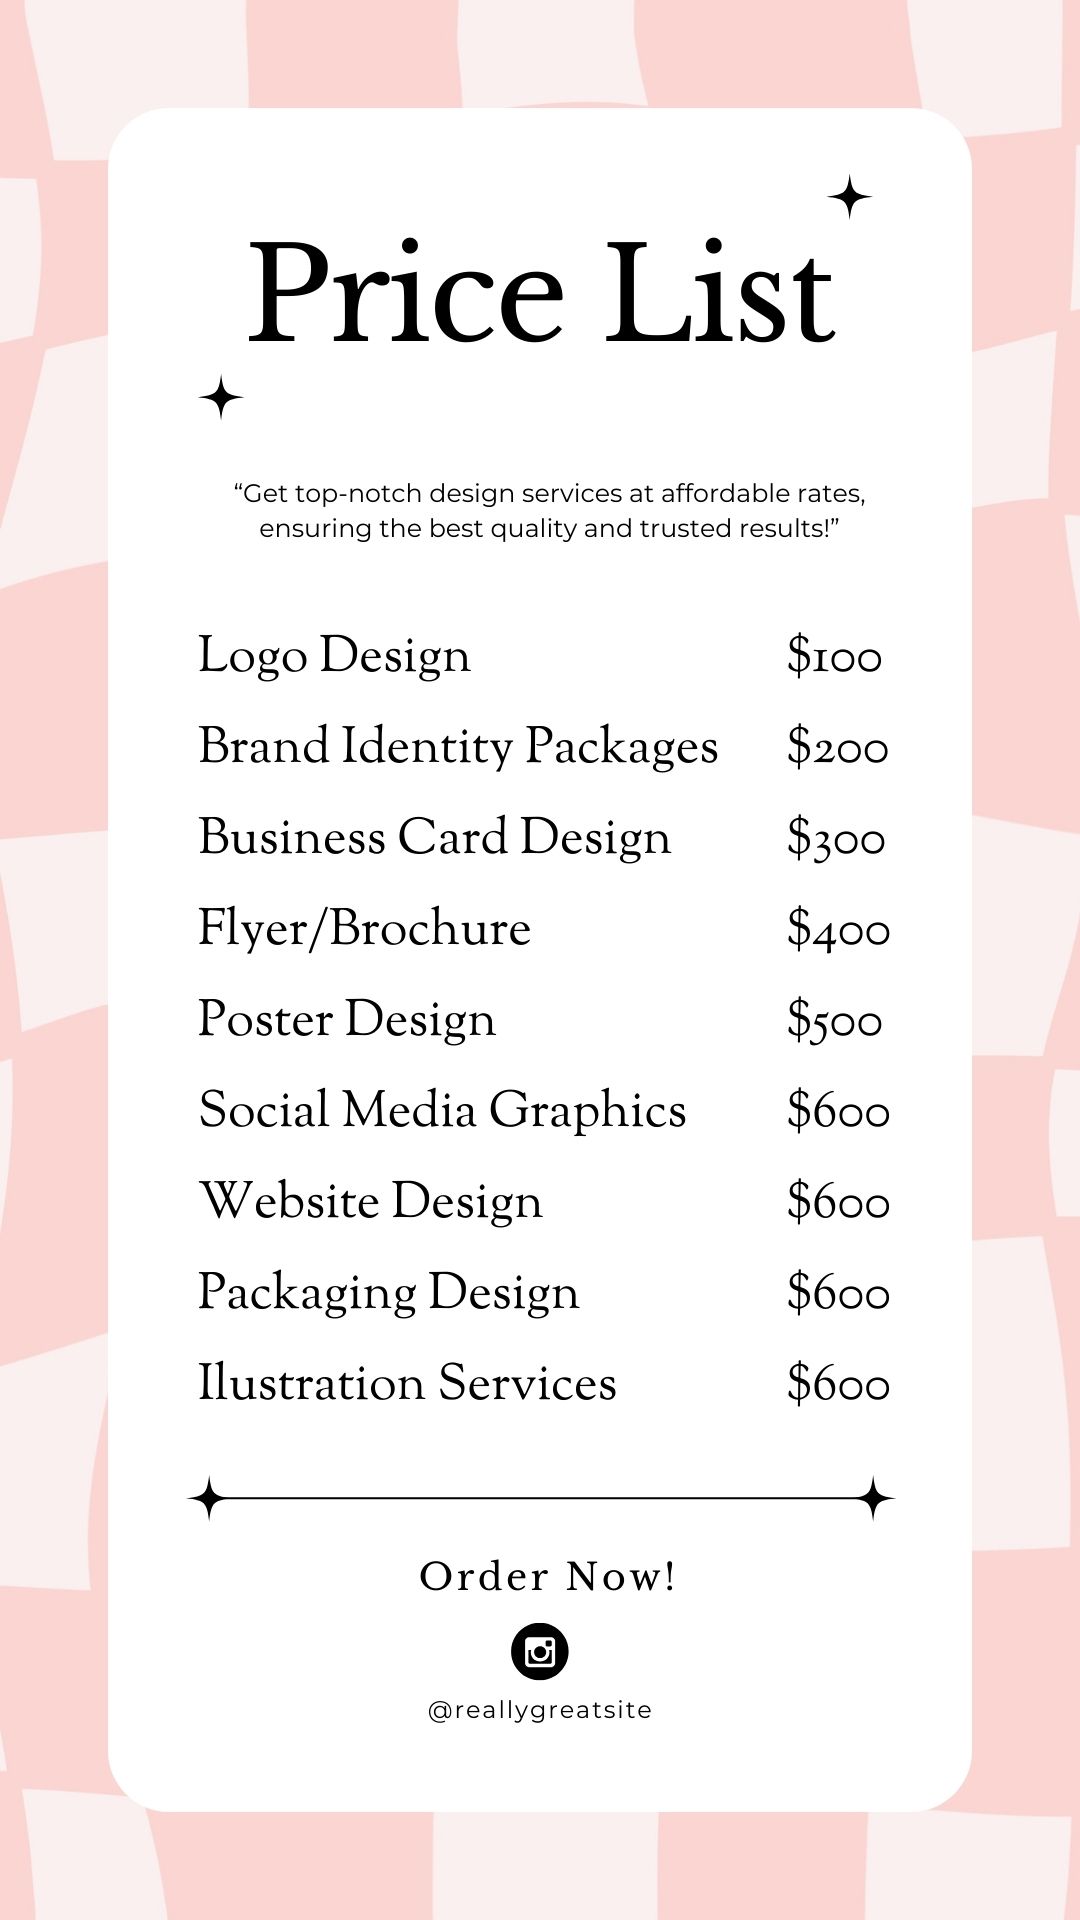 Price List
“Get top-notch design services at affordable rates,
ensuring the best quality and trusted results!”
Logo Design $100
Brand Identity Packages $200
Business Card Design $300
Flyer/Brochure $400
Poster Design $500
Social Media Graphics $600
Website Design $600
Packaging Design $600
Ilustration Services $600
Order Now!
@reallygreatsite